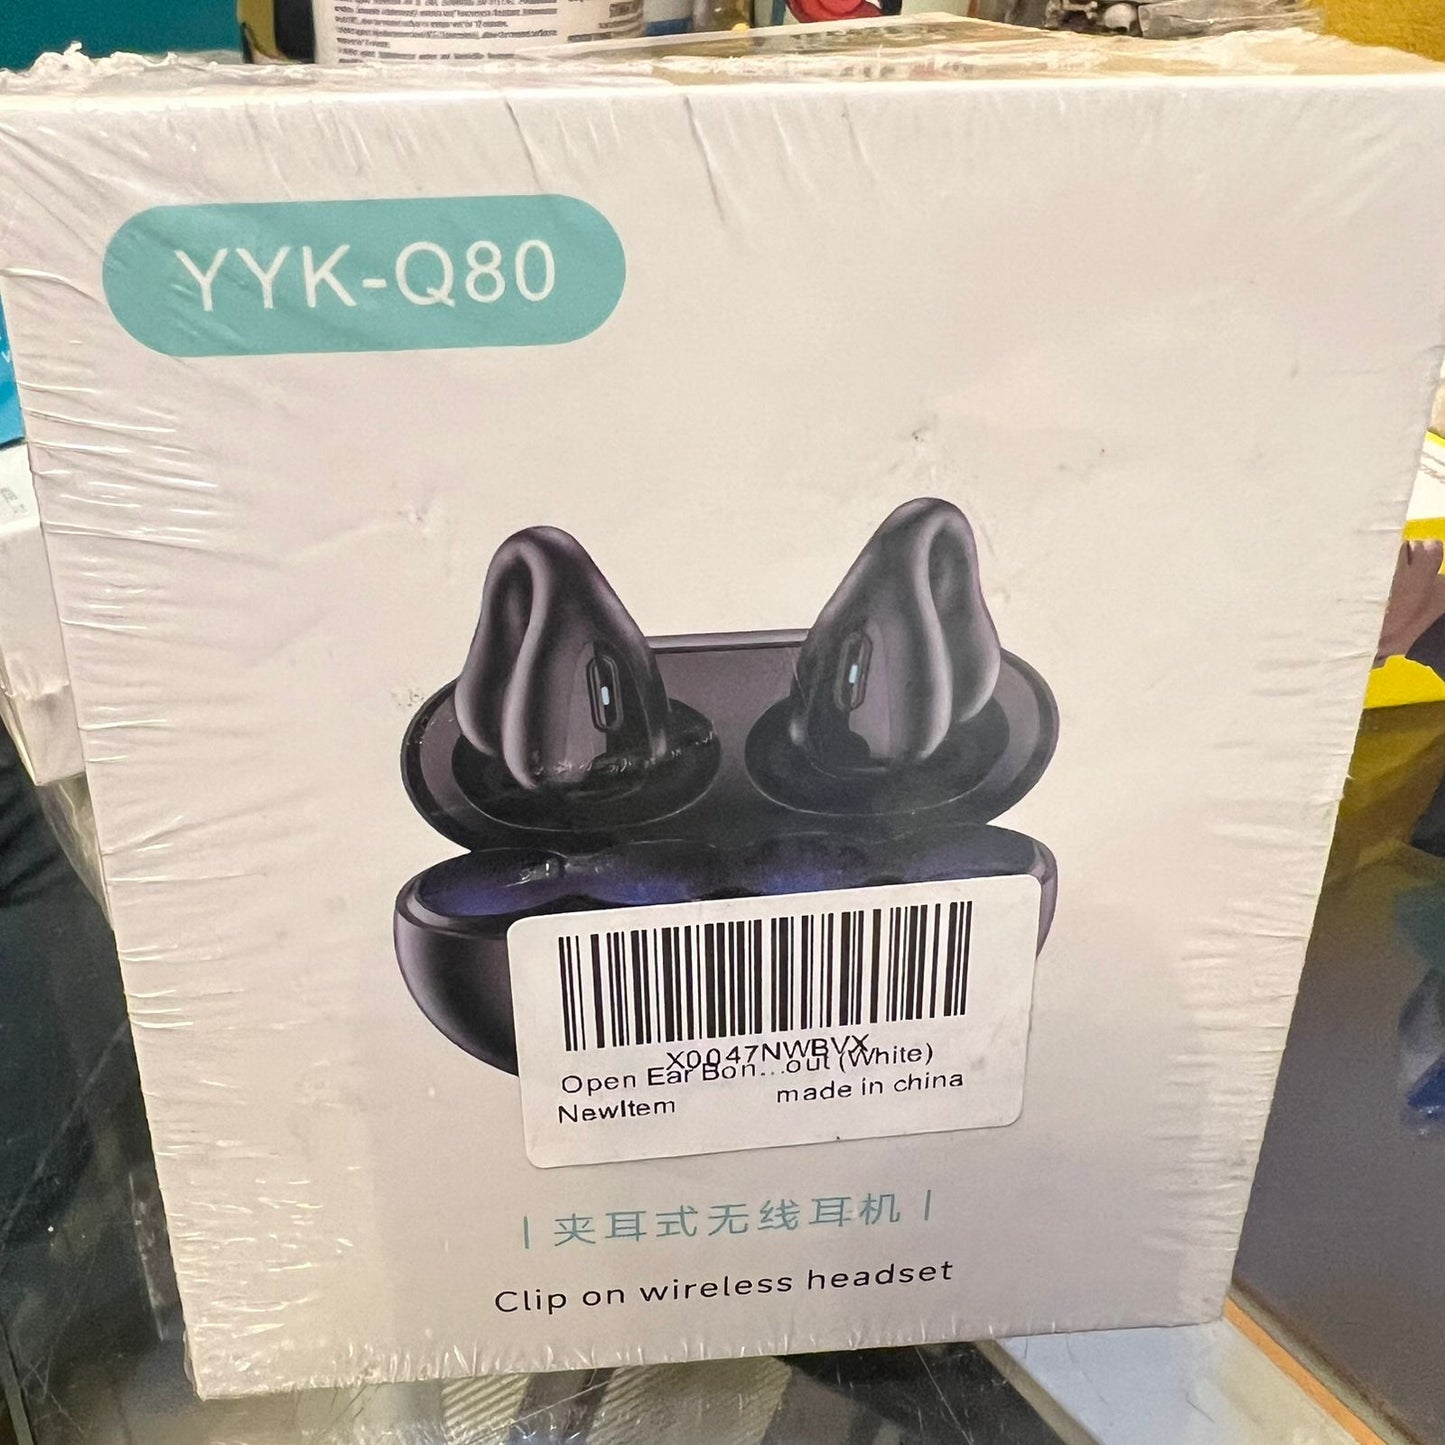 YYK-Q80
X0047NWBVX
Open Ear Bon...out (White)
NewItem made in china
| 夹耳式无线耳机 |
Clip on wireless headset